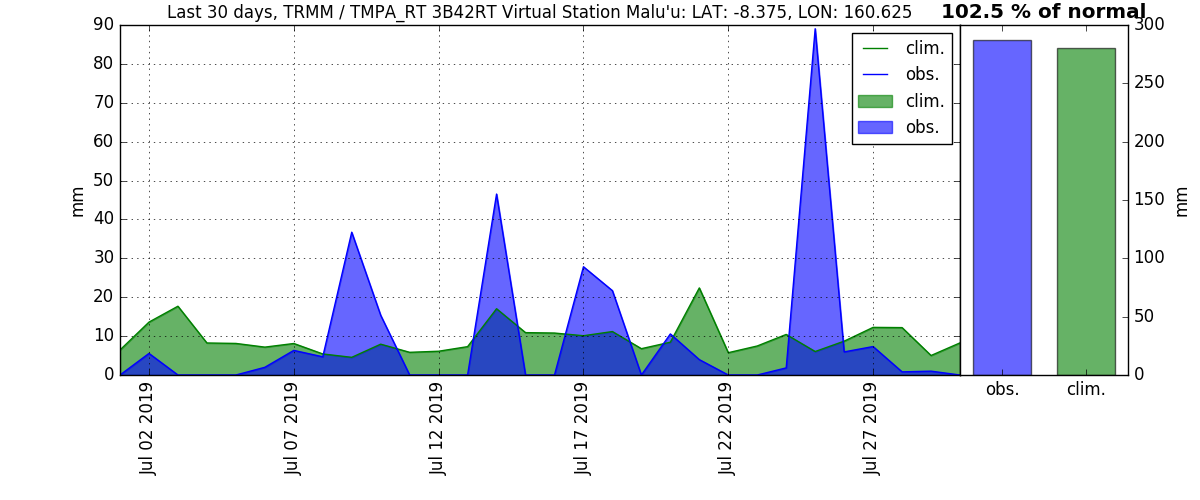 Last 30 days, TRMM / TMPA_RT 3B42RT Virtual Station Malu'u: LAT: -8.375, LON: 160.625
102.5 % of normal
90
80
70
60
50
40
30
20
10
0
mm
clim.
obs.
clim.
obs.
Jul 02 2019
Jul 07 2019
Jul 12 2019
Jul 17 2019
Jul 22 2019
Jul 27 2019
300
250
200
150
100
50
0
mm
obs.
clim.